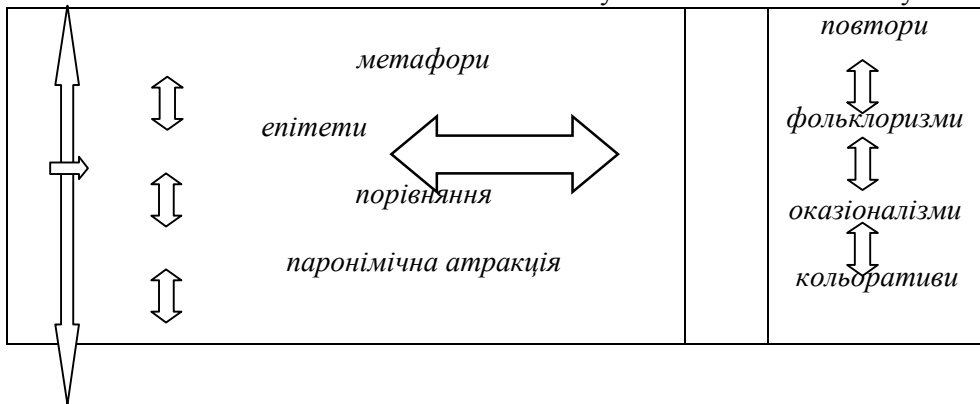 метафори
епітети
порівняння
паронімічна атракція
повтори
фольклоризми
оказіоналізми
кольоративи